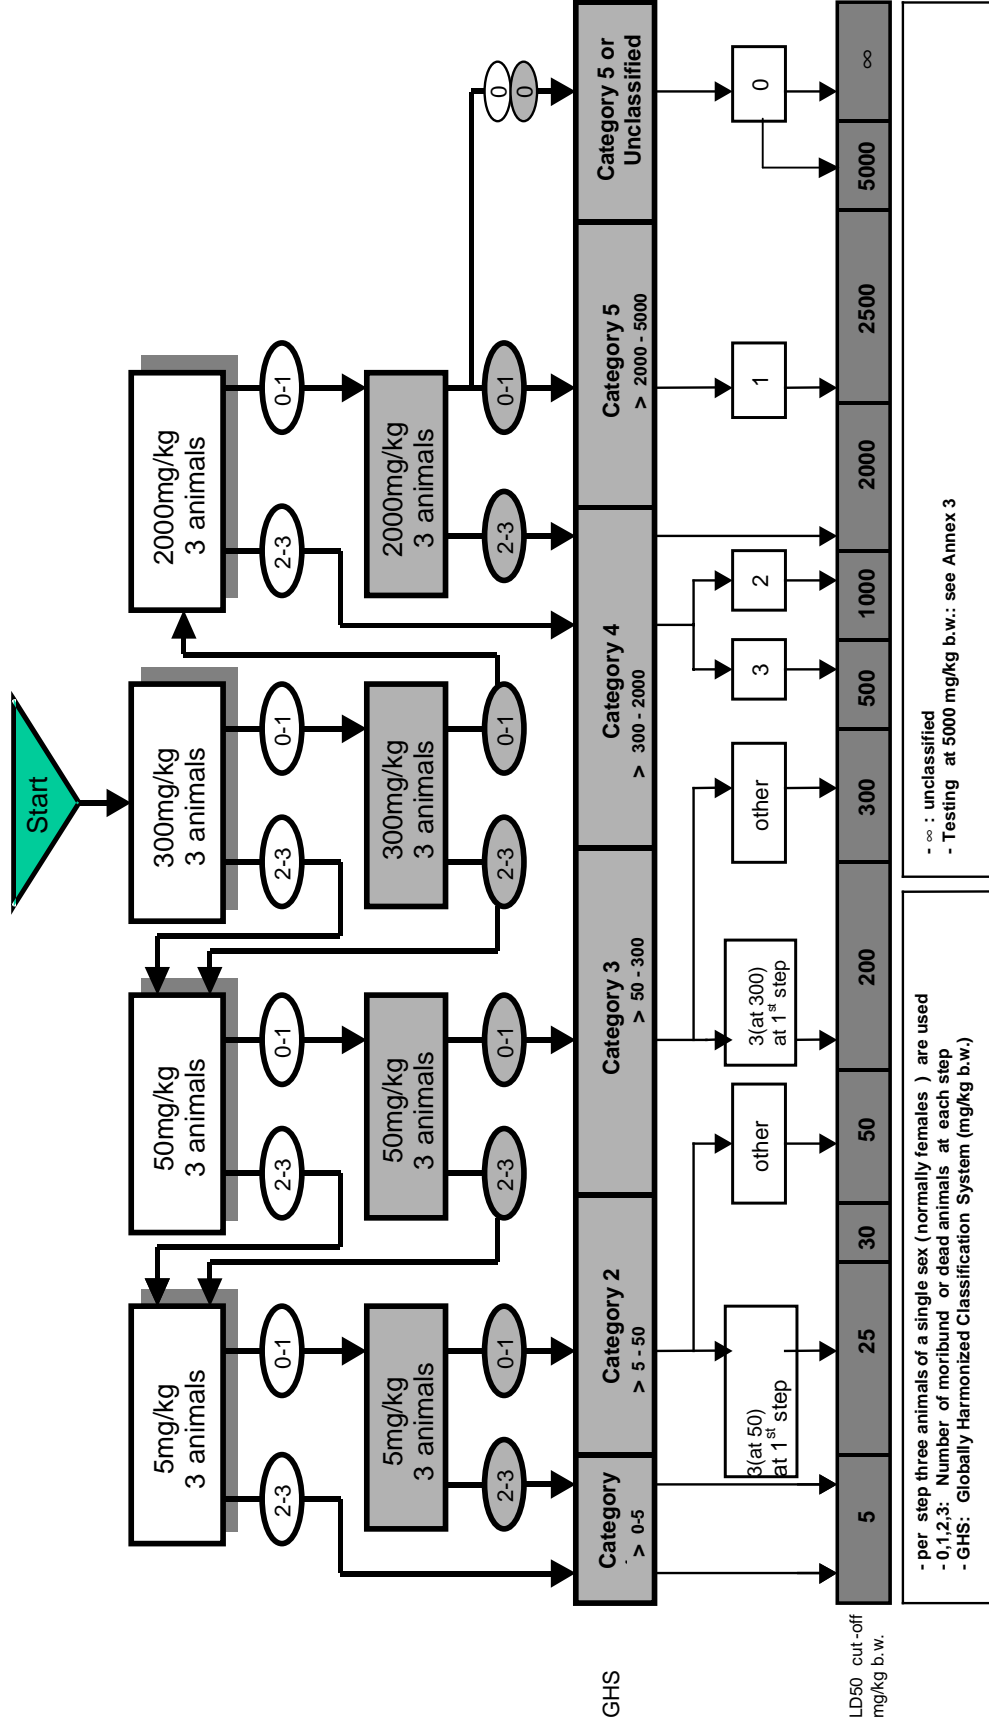 Start
5mg/kg
3 animals
50mg/kg
3 animals
300mg/kg
3 animals
2000mg/kg
3 animals
2-3
0-1
2-3
0-1
2-3
0-1
2-3
0-1
5mg/kg
3 animals
50mg/kg
3 animals
300mg/kg
3 animals
2000mg/kg
3 animals
2-3
0-1
2-3
0-1
2-3
0-1
2-3
0-1
0
0
GHS
Category
> 0-5
Category 2
> 5 - 50
Category 3
> 50 - 300
Category 4
> 300 - 2000
Category 5
> 2000 - 5000
Category 5 or
Unclassified
3(at 50)
at 1st step
other
3(at 300)
at 1st step
other
3
2
1
0
LD50 cut-off
mg/kg b.w.
5
25
30
50
200
300
500
1000
2000
2500
5000
∞
- per step three animals of a single sex (normally females ) are used
- 0,1,2,3: Number of moribund or dead animals at each step
- GHS: Globally Harmonized Classification System (mg/kg b.w.)
- ∞ : unclassified
- Testing at 5000 mg/kg b.w.: see Annex 3